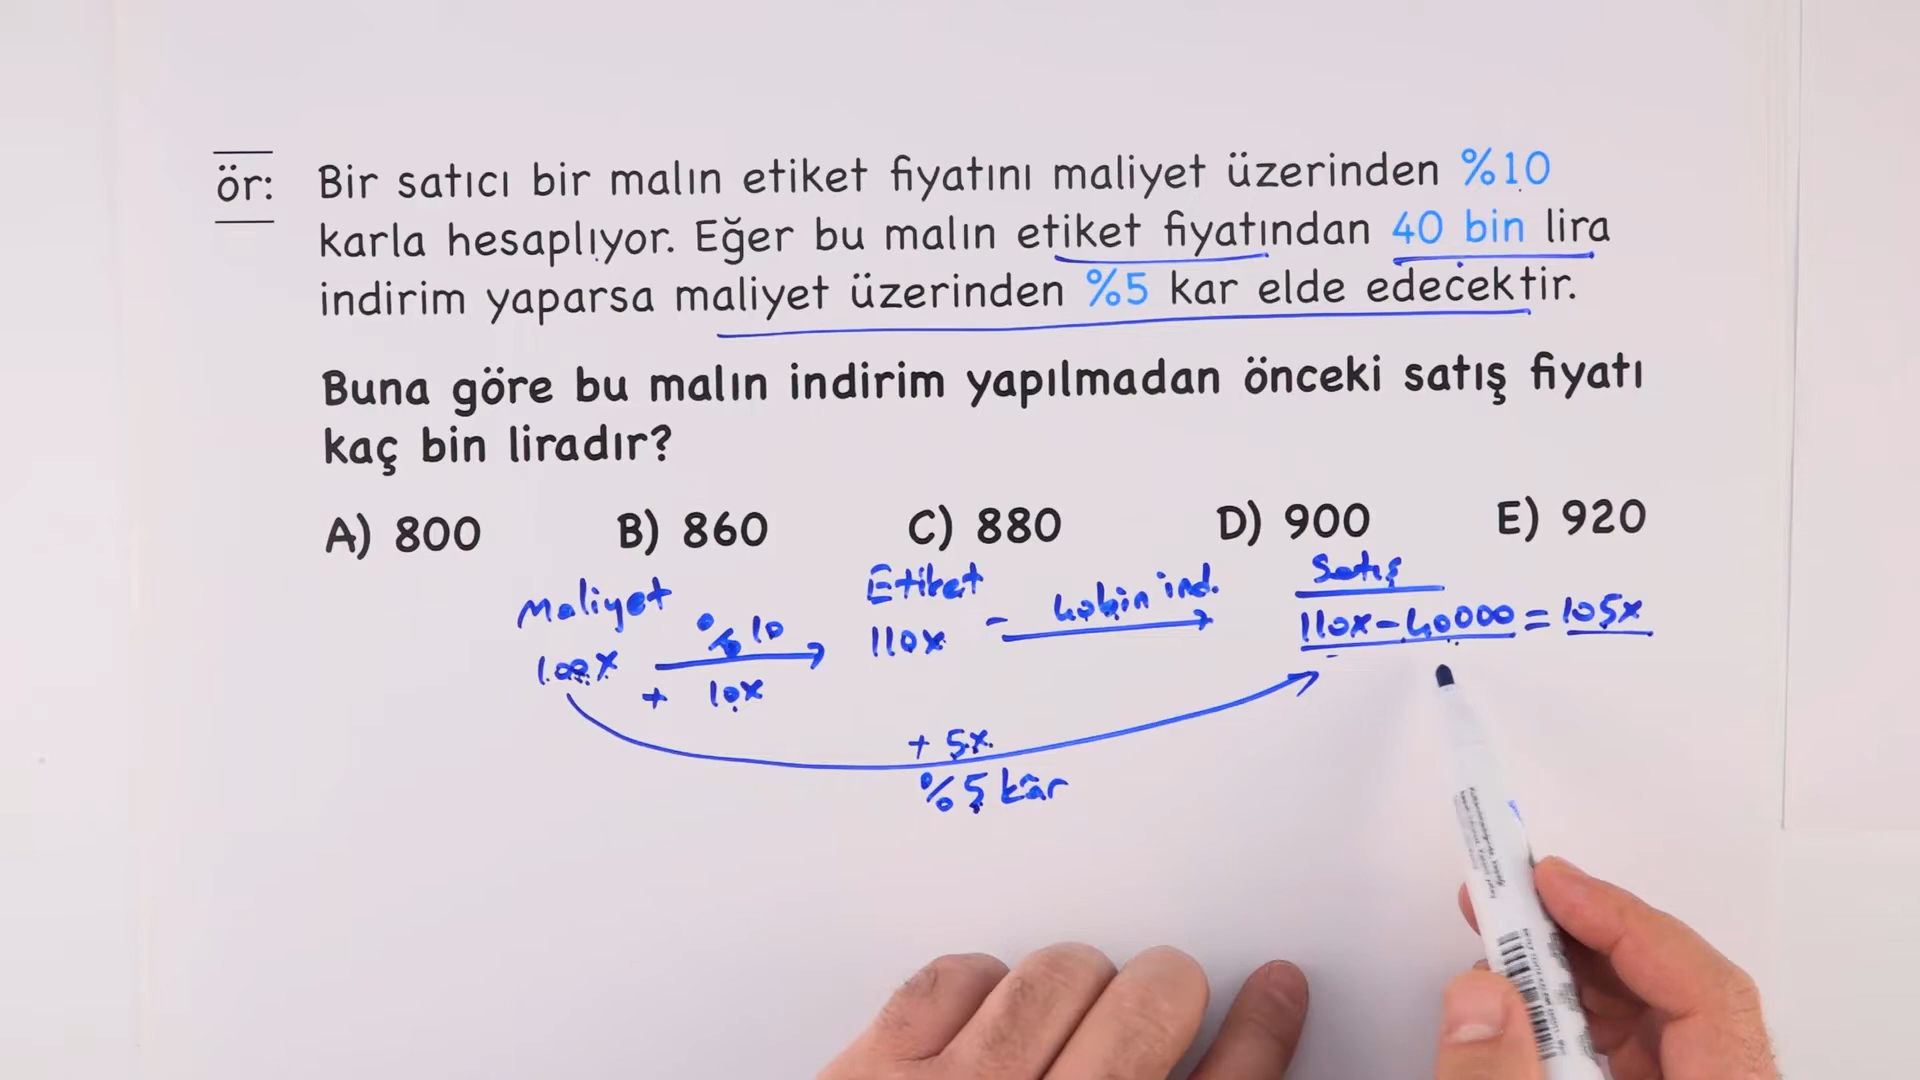 ör: Bir satıcı bir malın etiket fiyatını maliyet üzerinden %10
karla hesaplıyor. Eğer bu malın etiket fiyatından 40 bin lira
indirim yaparsa maliyet üzerinden %5 kar elde edecektir.
Buna göre bu malın indirim yapılmadan önceki satış fiyatı
kaç bin liradır?
A) 800 B) 860 C) 880 D) 900 E) 920
Maliyet %10 Etiket 40bin ind. Satış
100x + 10x 110x - 110x-40000=105x
+ 5x
%5 kâr